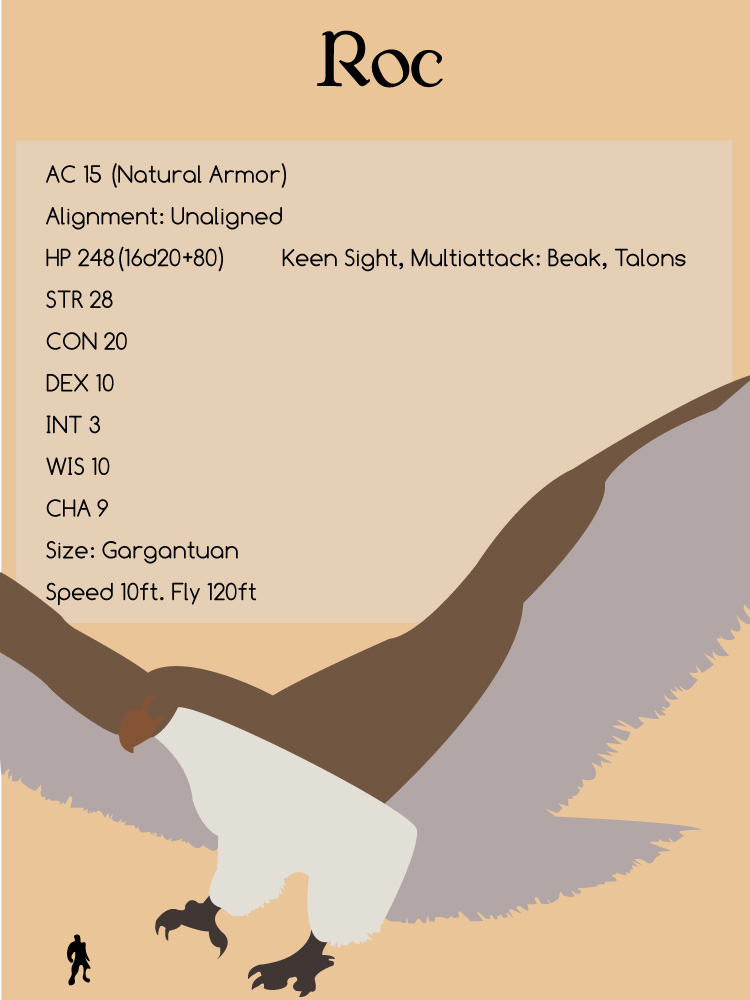 Roc
AC 15 (Natural Armor)
Alignment: Unaligned
HP 248(16d20+80) Keen Sight, Multiattack: Beak, Talons
STR 28
CON 20
DEX 10
INT 3
WIS 10
CHA 9
Size: Gargantuan
Speed 10ft. Fly 120ft